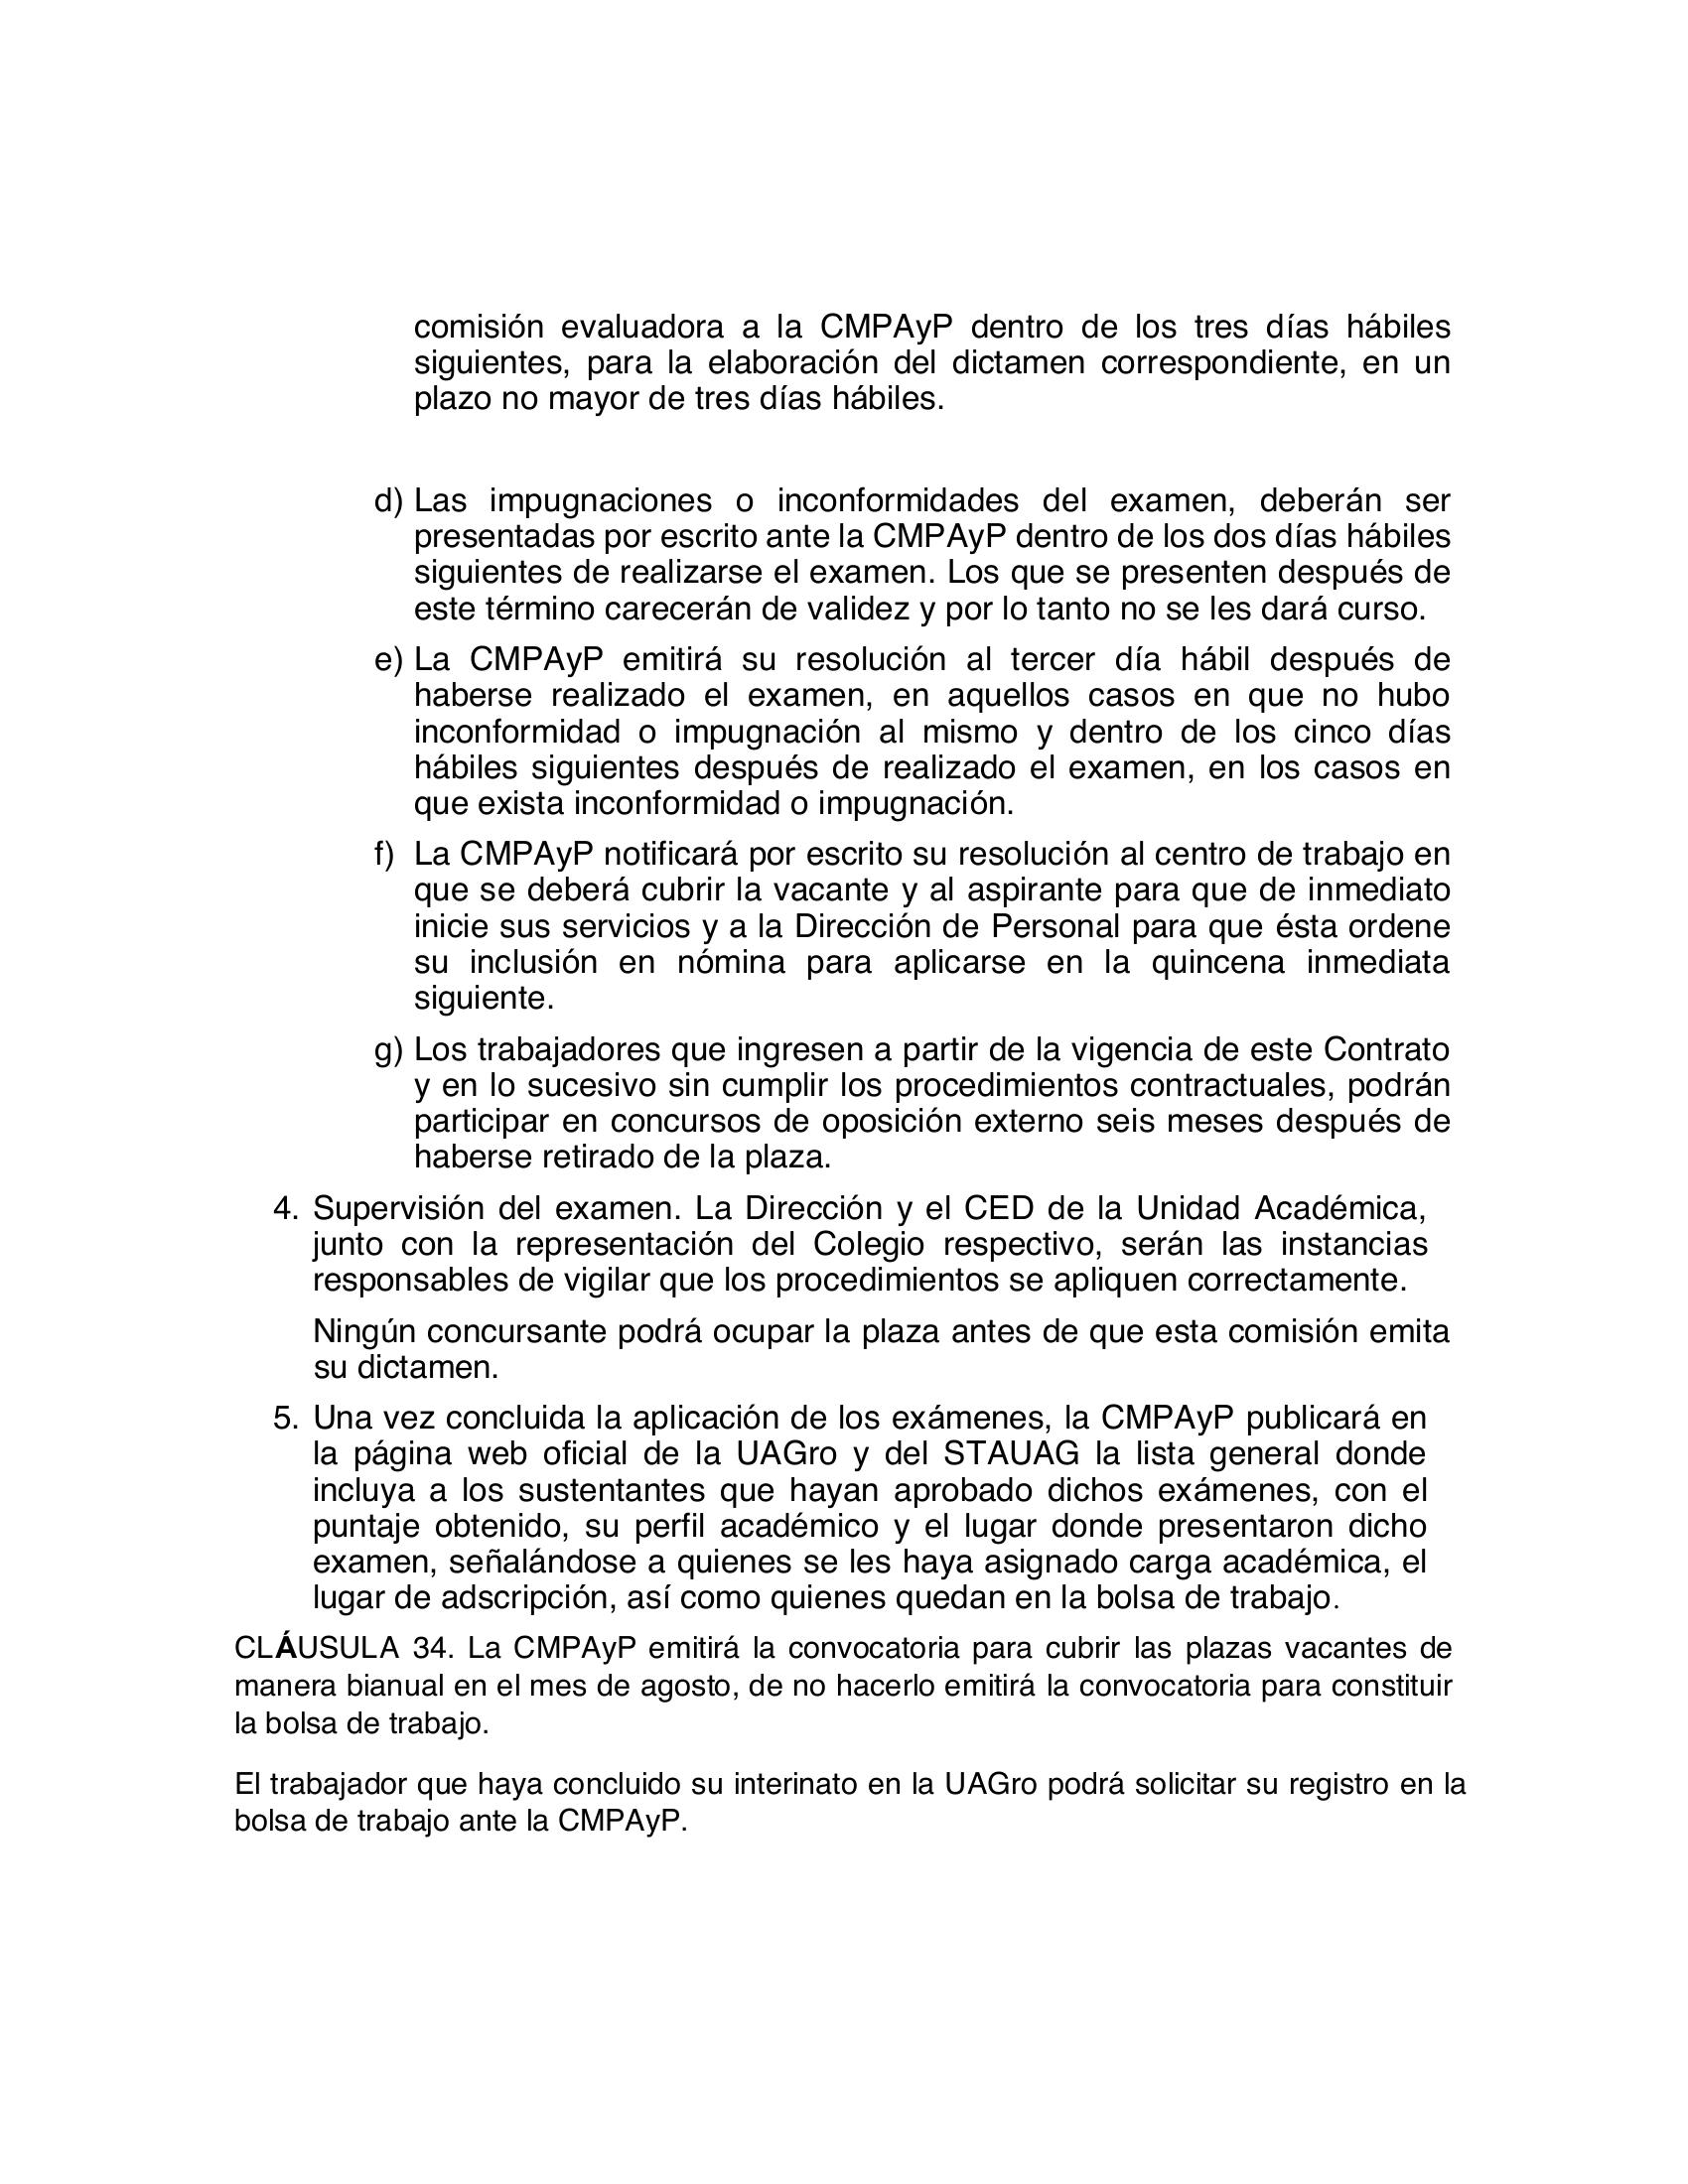 comisión evaluadora a la CMPAyP dentro de los tres días hábiles
siguientes, para la elaboración del dictamen correspondiente, en un
plazo no mayor de tres días hábiles.
d) Las impugnaciones o inconformidades del examen, deberán ser
presentadas por escrito ante la CMPAyP dentro de los dos días hábiles
siguientes de realizarse el examen. Los que se presenten después de
este término carecerán de validez y por lo tanto no se les dará curso.
e) La CMPAyP emitirá su resolución al tercer día hábil después de
haberse realizado el examen, en aquellos casos en que no hubo
inconformidad o impugnación al mismo y dentro de los cinco días
hábiles siguientes después de realizado el examen, en los casos en
que exista inconformidad o impugnación.
f) La CMPAyP notificará por escrito su resolución al centro de trabajo en
que se deberá cubrir la vacante y al aspirante para que de inmediato
inicie sus servicios y a la Dirección de Personal para que ésta ordene
su inclusión en nómina para aplicarse en la quincena inmediata
siguiente.
g) Los trabajadores que ingresen a partir de la vigencia de este Contrato
y en lo sucesivo sin cumplir los procedimientos contractuales, podrán
participar en concursos de oposición externo seis meses después de
haberse retirado de la plaza.
4. Supervisión del examen. La Dirección y el CED de la Unidad Académica,
junto con la representación del Colegio respectivo, serán las instancias
responsables de vigilar que los procedimientos se apliquen correctamente.
Ningún concursante podrá ocupar la plaza antes de que esta comisión emita
su dictamen.
5. Una vez concluida la aplicación de los exámenes, la CMPAyP publicará en
la página web oficial de la UAGro y del STAUAG la lista general donde
incluya a los sustentantes que hayan aprobado dichos exámenes, con el
puntaje obtenido, su perfil académico y el lugar donde presentaron dicho
examen, señalándose a quienes se les haya asignado carga académica, el
lugar de adscripción, así como quienes quedan en la bolsa de trabajo.
CLÁUSULA 34. La CMPAyP emitirá la convocatoria para cubrir las plazas vacantes de
manera bianual en el mes de agosto, de no hacerlo emitirá la convocatoria para constituir
la bolsa de trabajo.
El trabajador que haya concluido su interinato en la UAGro podrá solicitar su registro en la
bolsa de trabajo ante la CMPAyP.